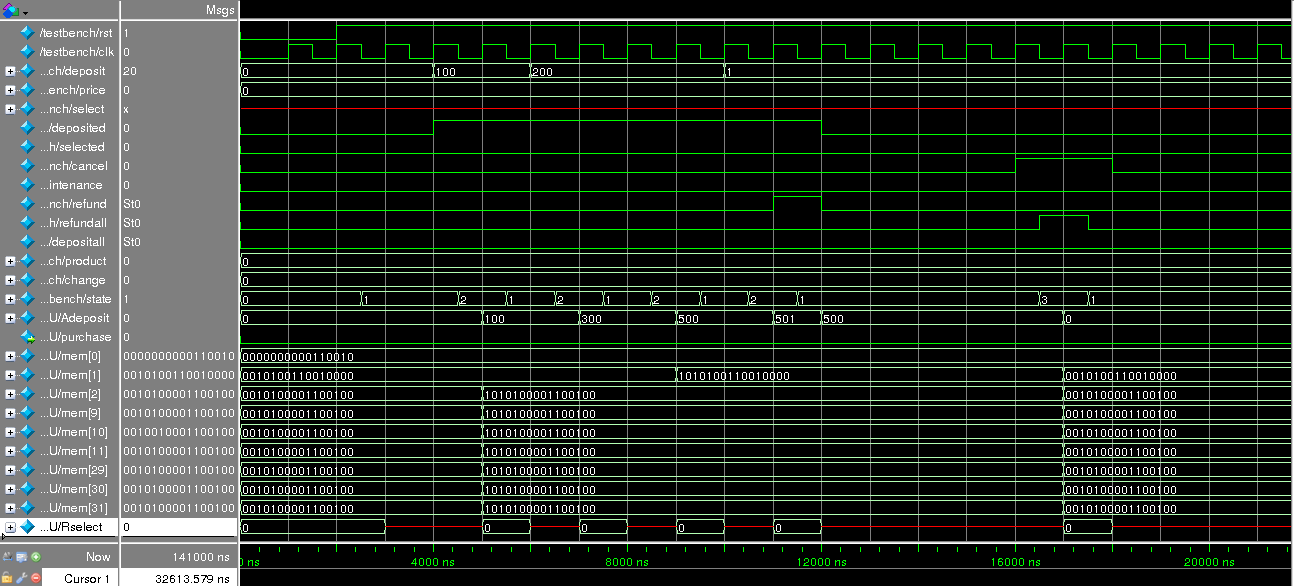 Msgs
/testbench/rst 1
/testbench/clk 0
...ch/deposit 20 0 100 200 1
...ench/price 0 0
...nch/select x
.../deposited 0
...h/selected 0
...nch/cancel 0
...intenance 0
...nch/refund St0
...h/refundall St0
.../depositall St0
...ch/product 0 0
...ch/change 0 0
...bench/state 1 0 1 2 1 2 1 2 1 2 1 3 1
...U/Adeposit 0 0 100 300 500 501 500 0
...U/purchase 0
...U/mem[0] 0000000000110010 0000000000110010
...U/mem[1] 0010100110010000 0010100110010000 1010100110010000 0010100110010000
...U/mem[2] 0010100001100100 0010100001100100 1010100001100100 0010100001100100
...U/mem[9] 0010100001100100 0010100001100100 1010100001100100 0010100001100100
...U/mem[10] 0010100001100100 0010100001100100 1010100001100100 0010100001100100
...U/mem[11] 0010100001100100 0010100001100100 1010100001100100 0010100001100100
...U/mem[29] 0010100001100100 0010100001100100 1010100001100100 0010100001100100
...U/mem[30] 0010100001100100 0010100001100100 1010100001100100 0010100001100100
...U/mem[31] 0010100001100100 0010100001100100 1010100001100100 0010100001100100
...U/Rselect 0 0 0 0 0 0 0
Now 141000 ns ns 4000 ns 8000 ns 12000 ns 16000 ns 20000 ns
Cursor 1 32613.579 ns